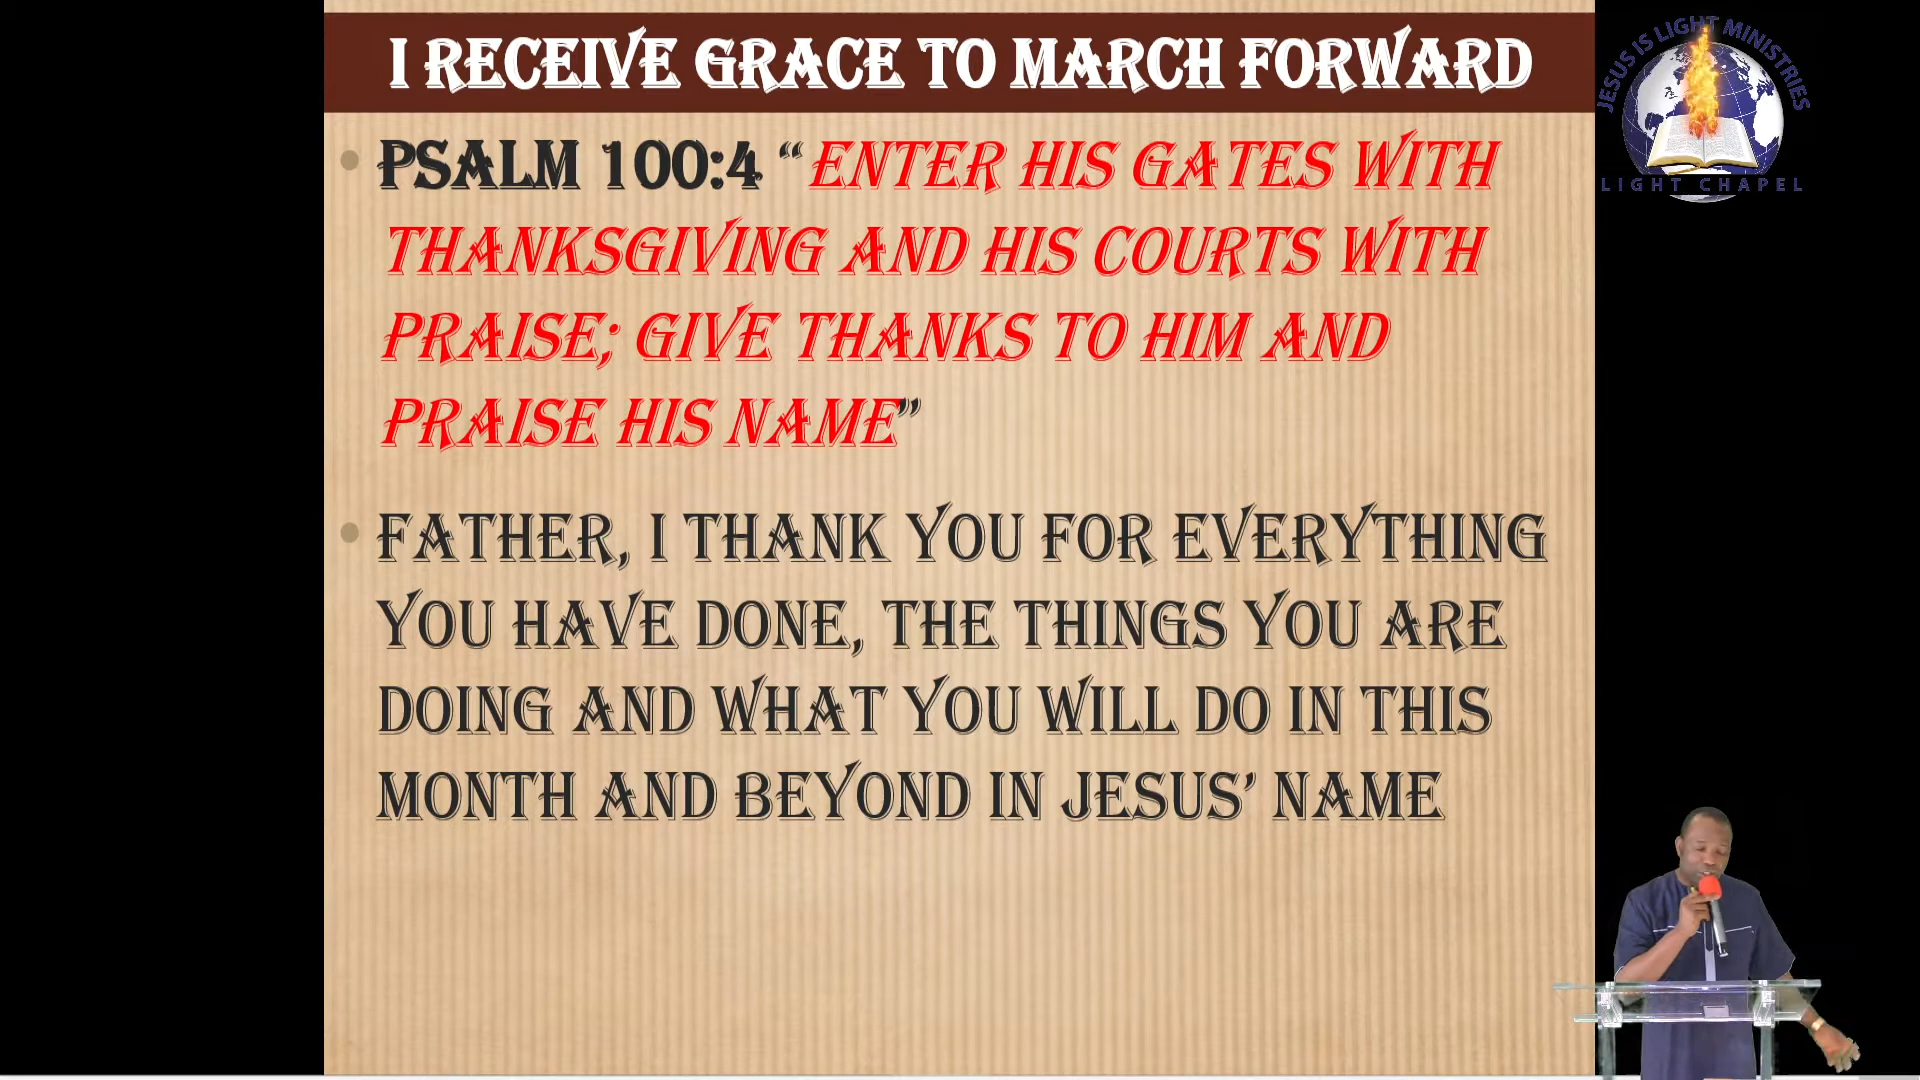 I RECEIVE GRACE TO MARCH FORWARD
PSALM 100:4 “ENTER HIS GATES WITH
THANKSGIVING AND HIS COURTS WITH
PRAISE; GIVE THANKS TO HIM AND
PRAISE HIS NAME”
FATHER, I THANK YOU FOR EVERYTHING
YOU HAVE DONE, THE THINGS YOU ARE
DOING AND WHAT YOU WILL DO IN THIS
MONTH AND BEYOND IN JESUS’ NAME
JESUS IS LIGHT MINISTRIES
LIGHT CHAPEL